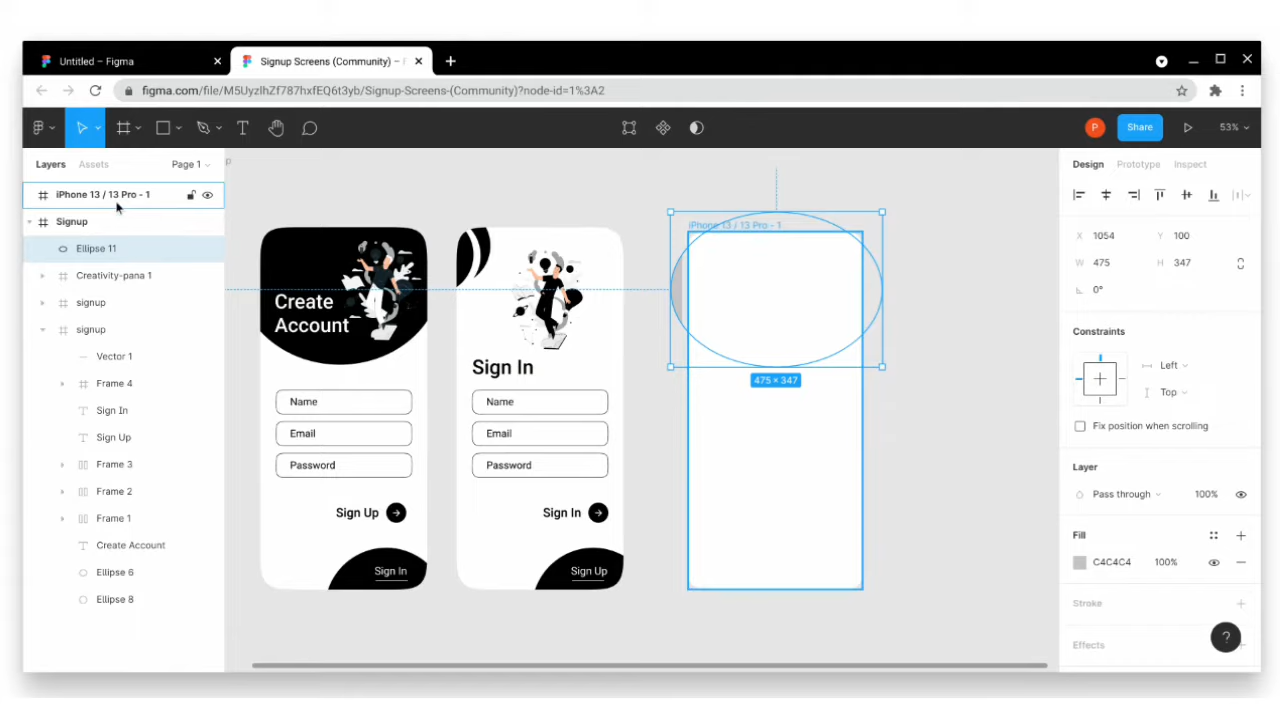 Untitled – Figma
Signup Screens (Community) – F
figma.com/file/M5UyzlhZf787hxfEQ6t3yb/Signup-Screens-(Community)?node-id=1%3A2
P
Share
53%
Layers
Assets
Page 1
iPhone 13 / 13 Pro - 1
Signup
Ellipse 11
Creativity-pana 1
signup
signup
Vector 1
Frame 4
Sign In
Sign Up
Frame 3
Frame 2
Frame 1
Create Account
Ellipse 6
Ellipse 8
p
Create
Account
Name
Email
Password
Sign Up
Sign In
Sign In
Name
Email
Password
Sign In
Sign Up
iPhone 13 / 13 Pro - 1
475 × 347
Design
Prototype
Inspect
X 1054
Y 100
W 475
H 347
0°
Constraints
Left
Top
Fix position when scrolling
Layer
Pass through
100%
Fill
C4C4C4
100%
Stroke
Effects
?